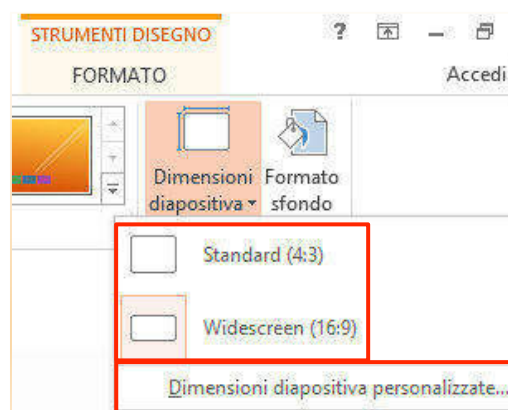 STRUMENTI DISEGNO ?
FORMATO Accedi
Dimensioni diapositiva
Formato sfondo
Standard (4:3)
Widescreen (16:9)
Dimensioni diapositiva personalizzate...